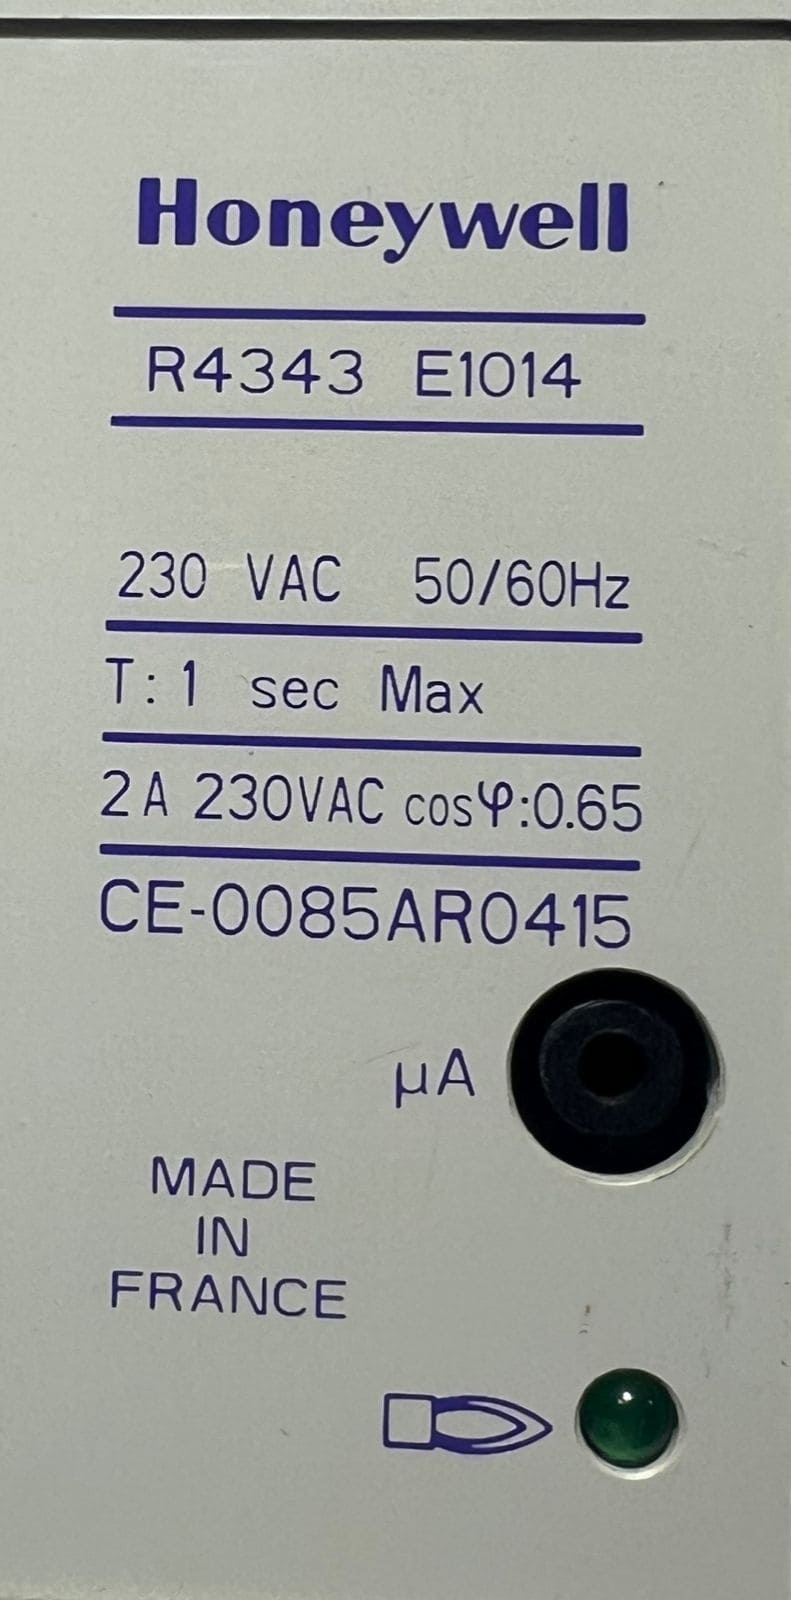 Honeywell
R4343 E1014
230 VAC 50/60Hz
T: 1 sec Max
2A 230VAC cosφ:0.65
CE-0085AR0415
µA
MADE
IN
FRANCE